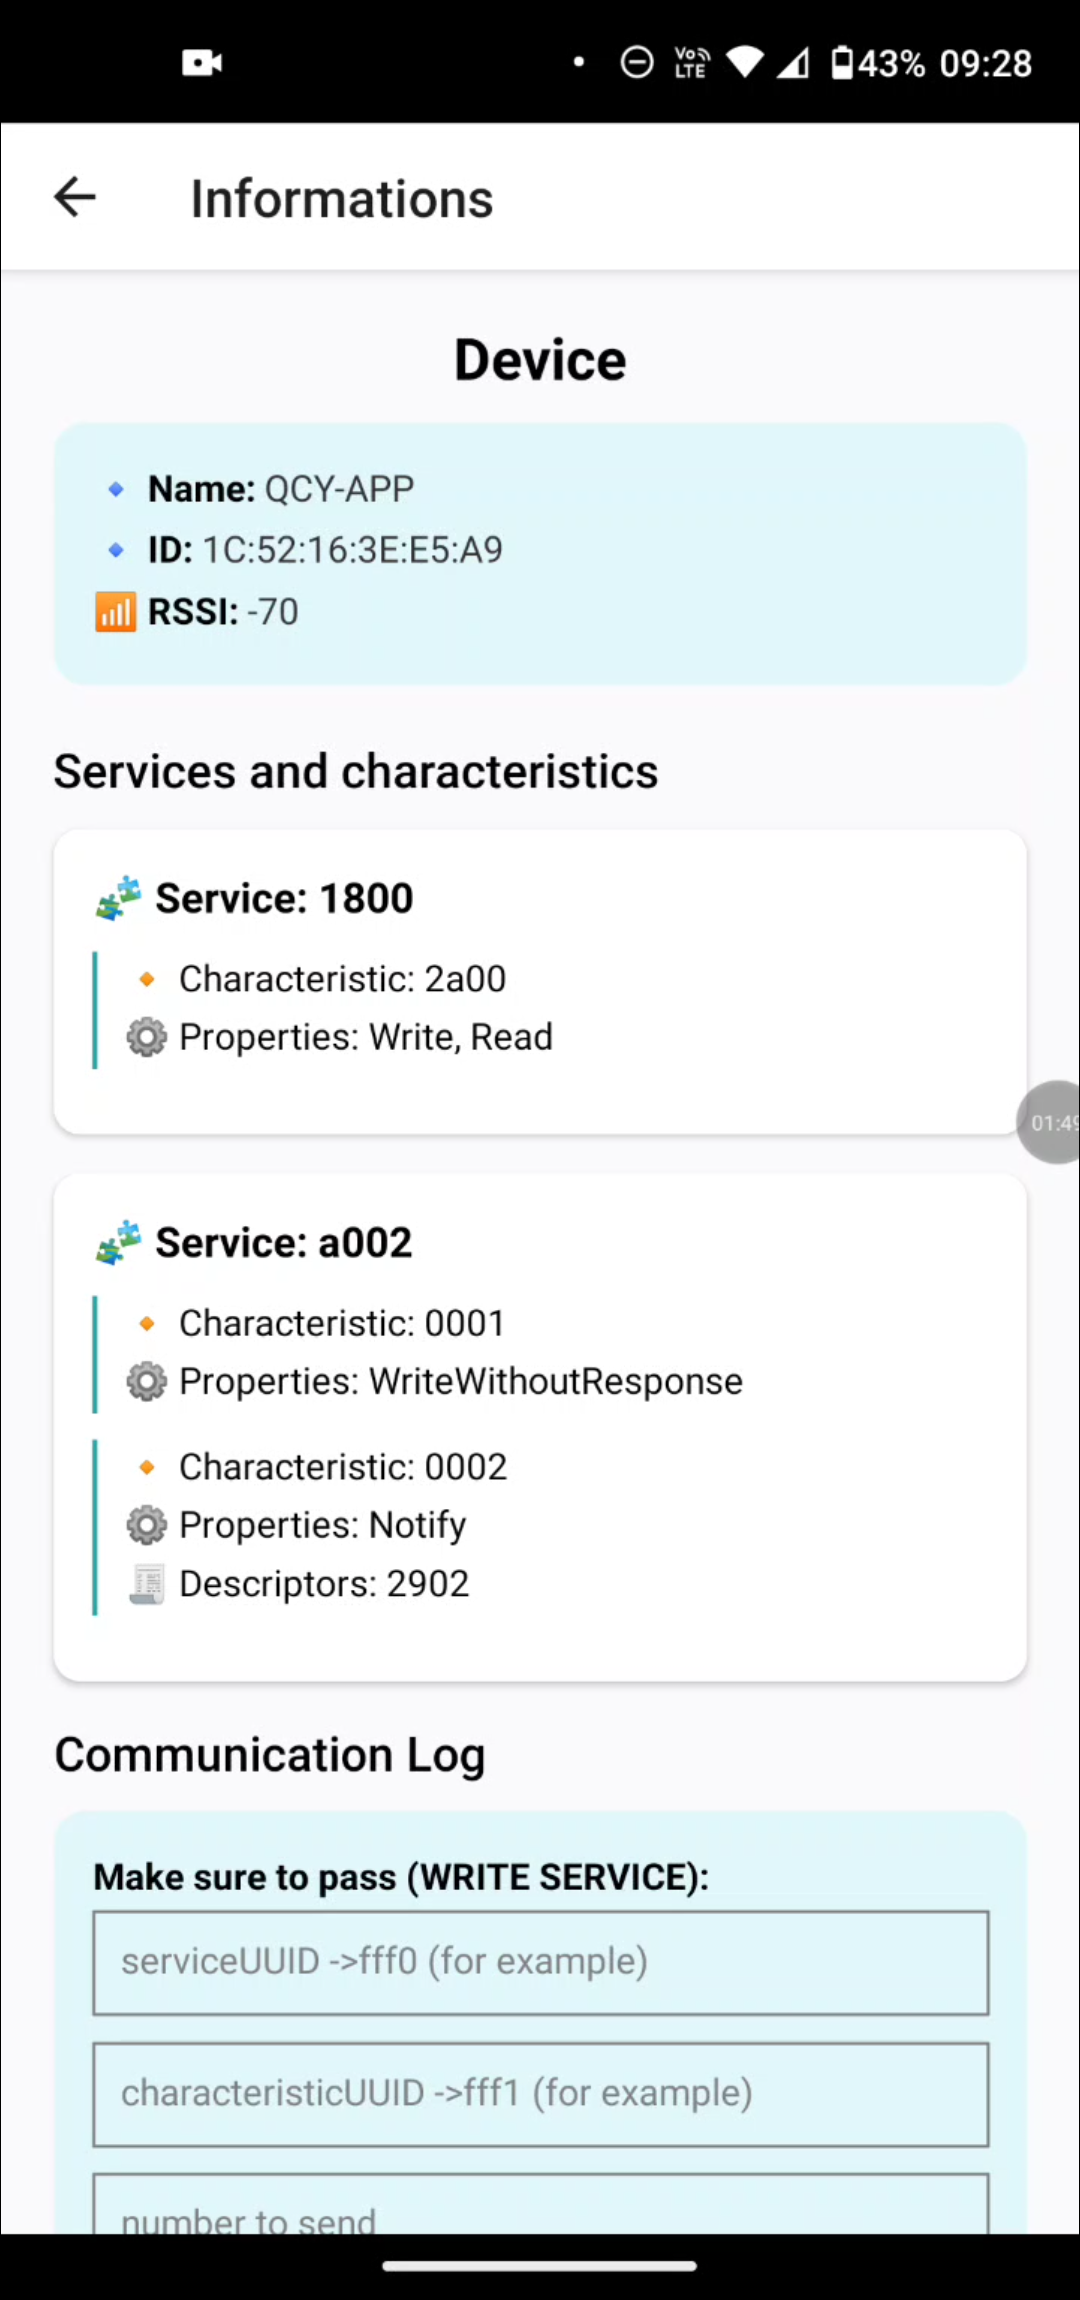 Vo LTE 43% 09:28
Informations
Device
Name: QCY-APP
ID: 1C:52:16:3E:E5:A9
RSSI: -70
Services and characteristics
Service: 1800
Characteristic: 2a00
Properties: Write, Read
01:49
Service: a002
Characteristic: 0001
Properties: WriteWithoutResponse
Characteristic: 0002
Properties: Notify
Descriptors: 2902
Communication Log
Make sure to pass (WRITE SERVICE):
serviceUUID ->fff0 (for example)
characteristicUUID ->fff1 (for example)
number to send